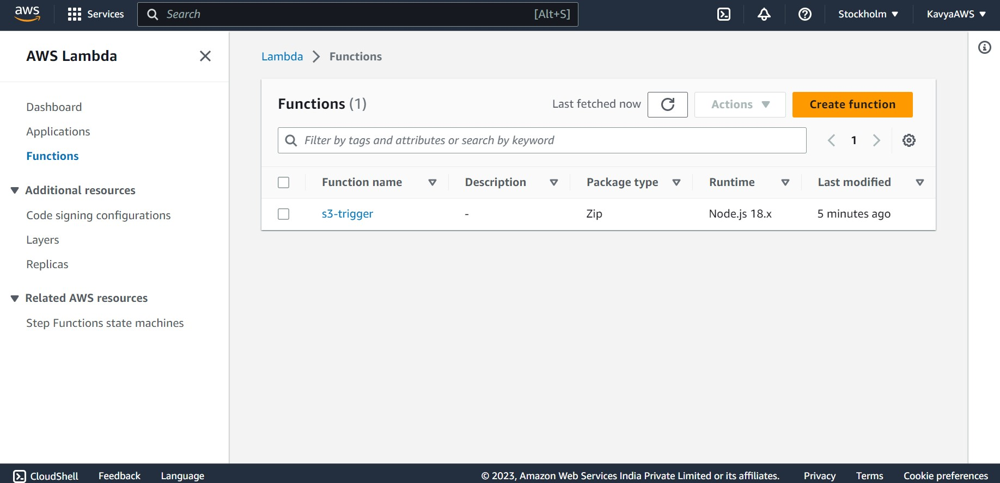 aws
Services
Search
[Alt+S]
Stockholm
KavyaAWS
AWS Lambda
Dashboard
Applications
Functions
Additional resources
Code signing configurations
Layers
Replicas
Related AWS resources
Step Functions state machines
Lambda
Functions
Functions (1)
Last fetched now
Actions
Create function
Filter by tags and attributes or search by keyword
1
Function name
Description
Package type
Runtime
Last modified
s3-trigger
-
Zip
Node.js 18.x
5 minutes ago
CloudShell
Feedback
Language
© 2023, Amazon Web Services India Private Limited or its affiliates.
Privacy
Terms
Cookie preferences